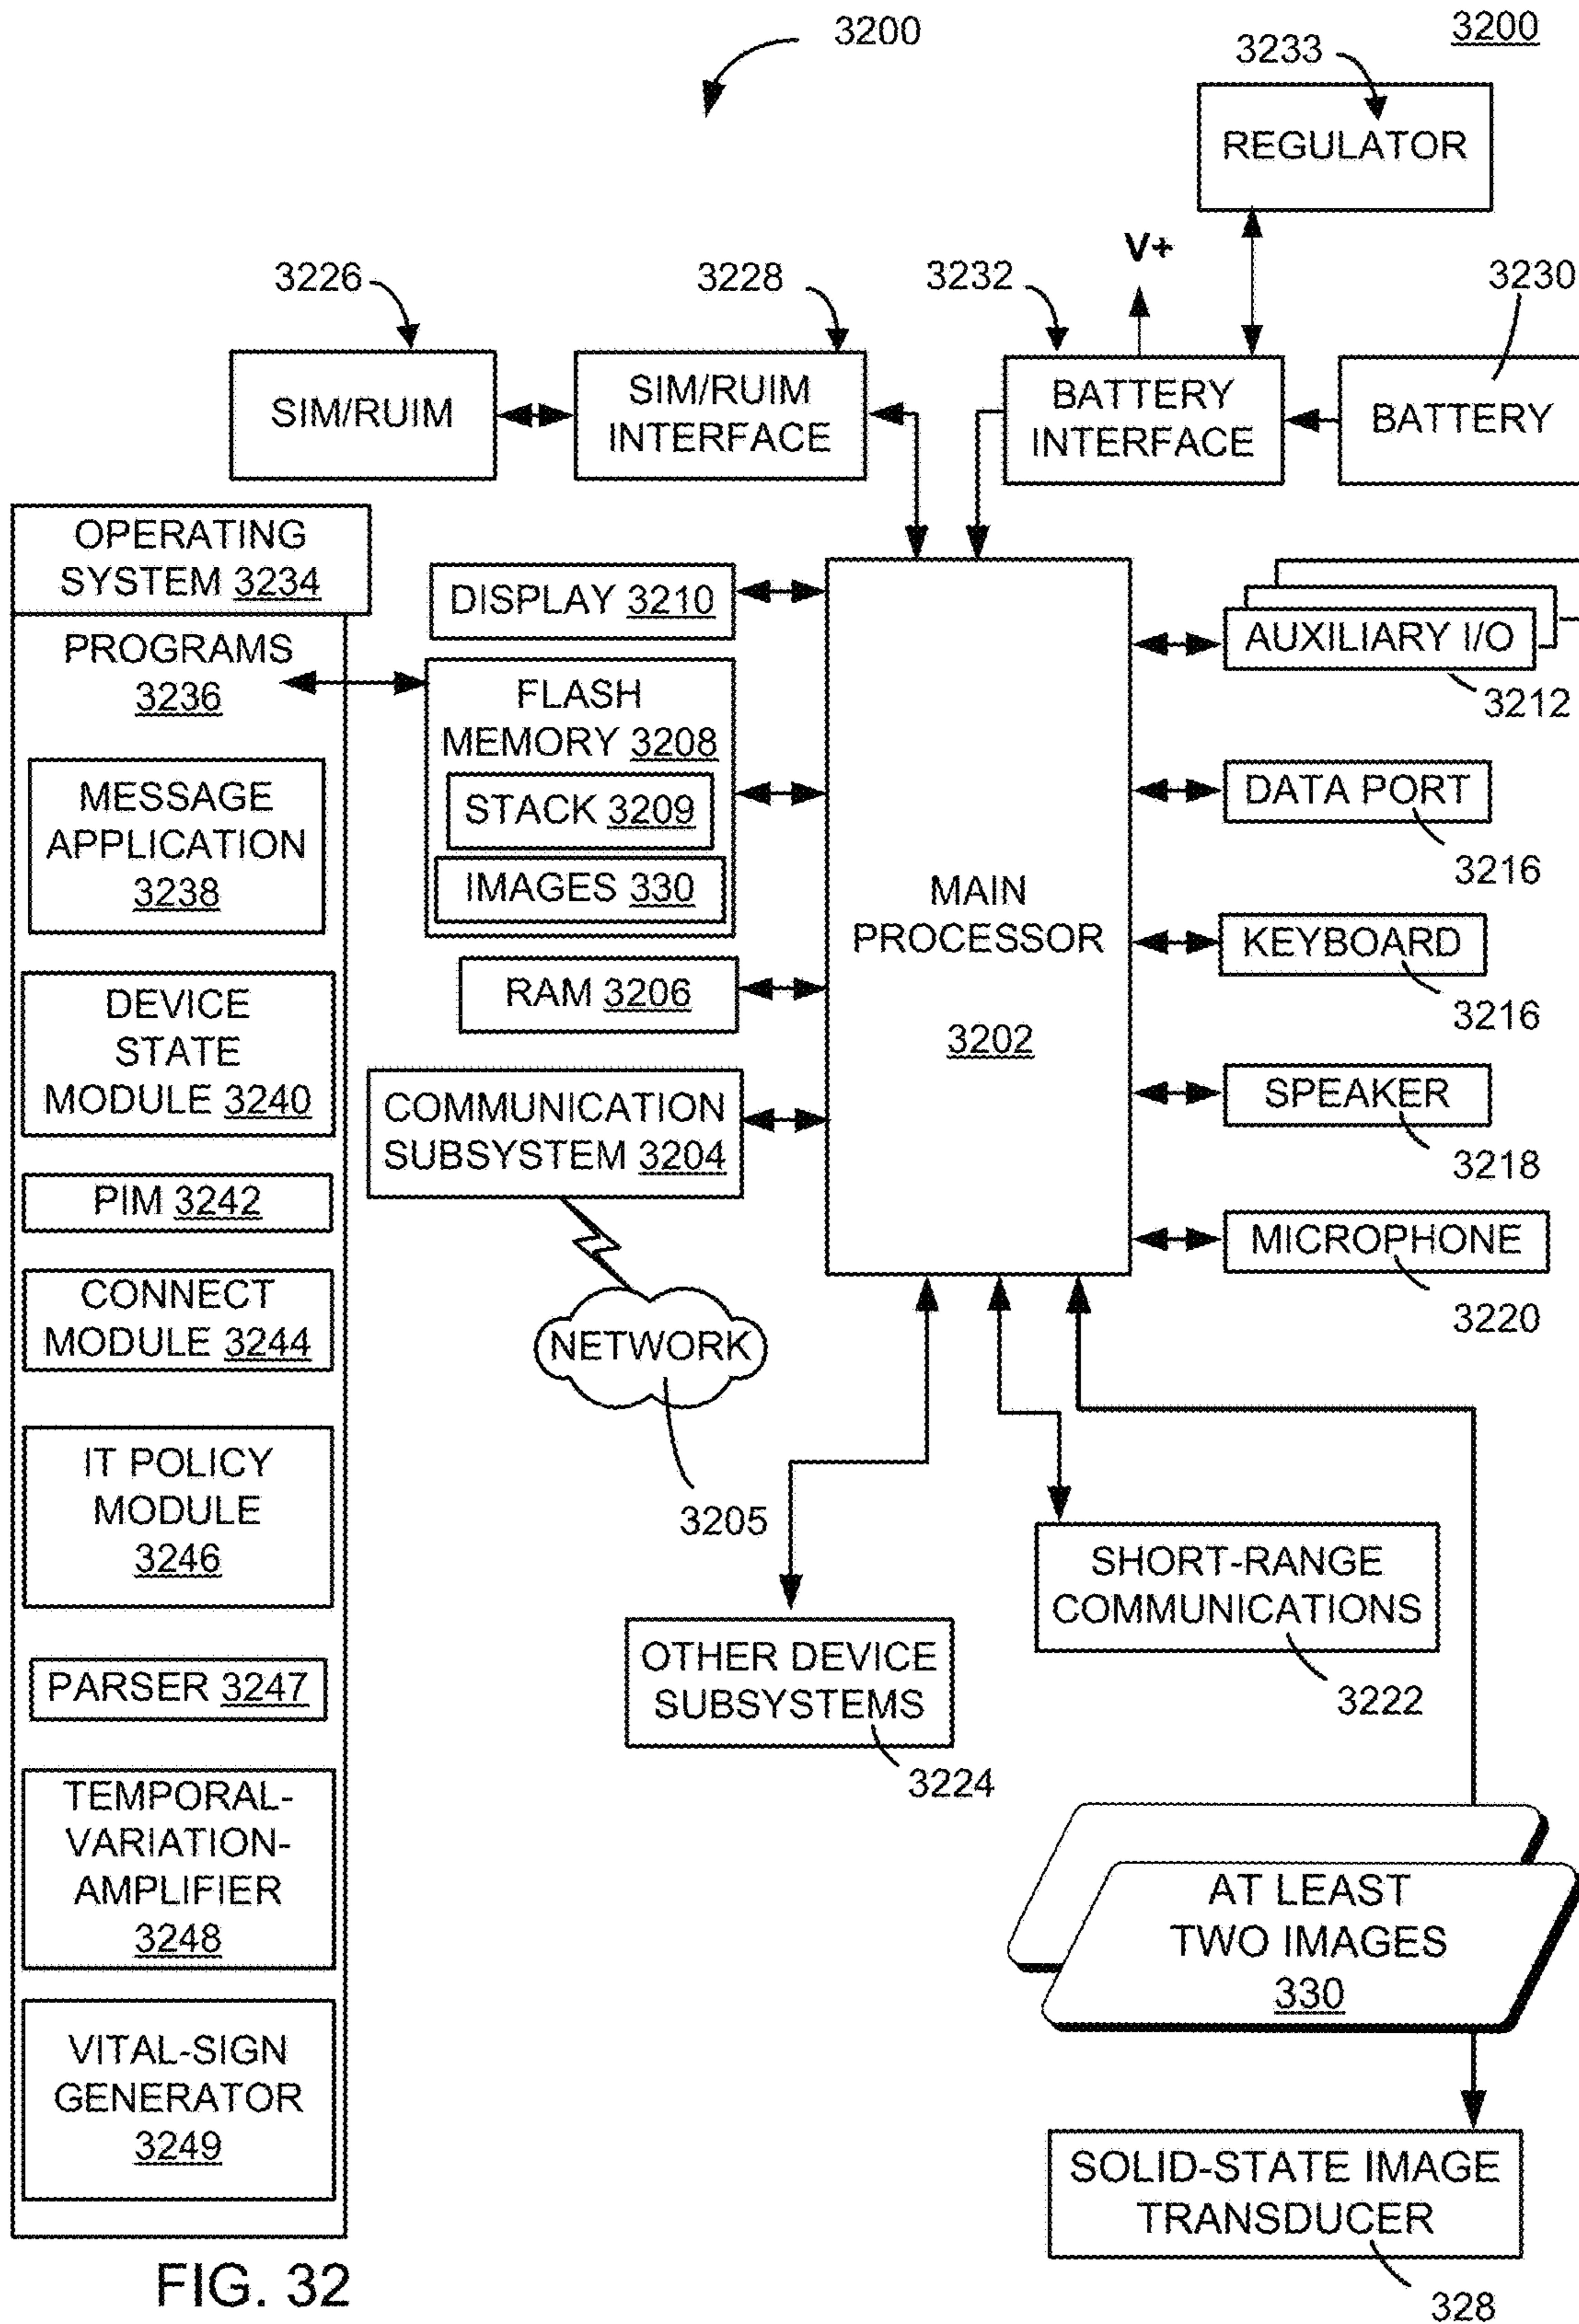 3200
3200
3233
REGULATOR
V+
3226
3228
3232
3230
SIM/RUIM
SIM/RUIM
INTERFACE
BATTERY
INTERFACE
BATTERY
OPERATING
SYSTEM 3234
PROGRAMS
3236
MESSAGE
APPLICATION
3238
DEVICE
STATE
MODULE 3240
PIM 3242
CONNECT
MODULE 3244
IT POLICY
MODULE
3246
PARSER 3247
TEMPORAL-
VARIATION-
AMPLIFIER
3248
VITAL-SIGN
GENERATOR
3249
DISPLAY 3210
FLASH
MEMORY 3208
STACK 3209
IMAGES 330
RAM 3206
COMMUNICATION
SUBSYSTEM 3204
NETWORK
3205
MAIN
PROCESSOR
3202
AUXILIARY I/O
3212
DATA PORT
3216
KEYBOARD
3216
SPEAKER
3218
MICROPHONE
3220
SHORT-RANGE
COMMUNICATIONS
3222
OTHER DEVICE
SUBSYSTEMS
3224
AT LEAST
TWO IMAGES
330
SOLID-STATE IMAGE
TRANSDUCER
328
FIG. 32